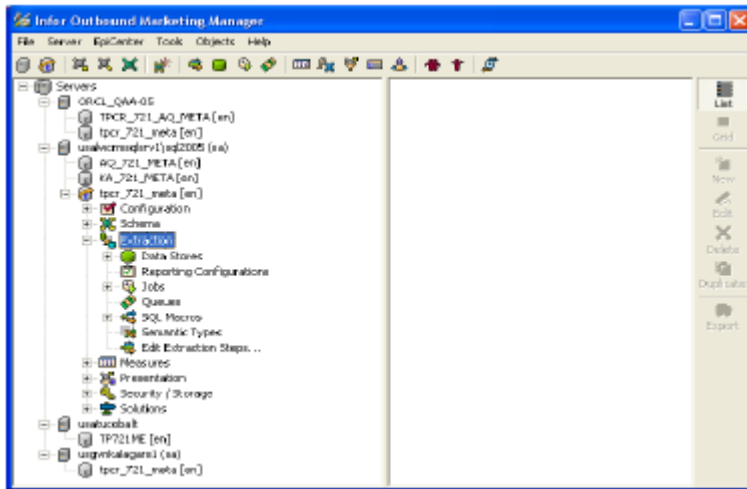 Infor Outbound Marketing Manager
File Server EpiCenter Tools Objects Help
Servers
ORCL_QAA-05
TPCR_721_AQ_META [en]
tpcr_721_meta [en]
AQ_721_META [en]
KA_721_META [en]
tpcr_721_meta [en]
Configuration
Schema
Extraction
Data Stores
Reporting Configurations
Jobs
Queues
SQL Macros
Semantic Types
Edit Extraction Steps...
Measures
Presentation
Security / Storage
Solutions
usatucobalt
TP721ME [en]
tpcr_721_meta [en]
List
Grid
New
Edit
Delete
Duplicate
Export